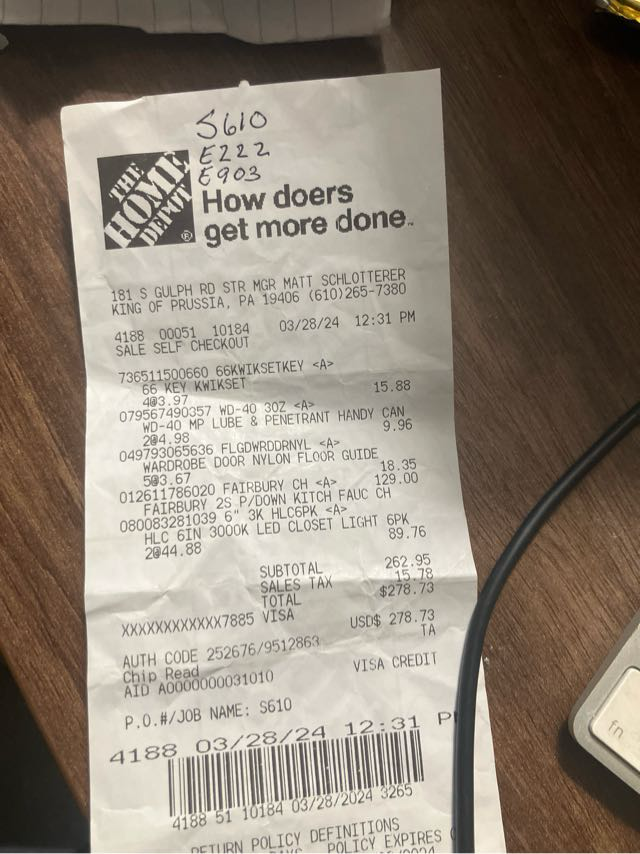 S610
E222
E903
THE HOME DEPOT ®
How doers
get more done™
181 S GULPH RD STR MGR MATT SCHLOTTERER
KING OF PRUSSIA, PA 19406 (610)265-7380
4188 00051 10184 03/28/24 12:31 PM
SALE SELF CHECKOUT
736511500660 66KWIKSETKEY <A>
66 KEY KWIKSET
4@3.97 15.88
079567490357 WD-40 3OZ <A>
WD-40 MP LUBE & PENETRANT HANDY CAN
2@4.98 9.96
049793065636 FLGDWRDDRNYL <A>
WARDROBE DOOR NYLON FLOOR GUIDE
5@3.67 18.35
012611786020 FAIRBURY CH <A> 129.00
FAIRBURY 2S P/DOWN KITCH FAUC CH
080083281039 6" 3K HLC6PK <A>
HLC 6IN 3000K LED CLOSET LIGHT 6PK
2@44.88 89.76
SUBTOTAL 262.95
SALES TAX 15.78
TOTAL $278.73
XXXXXXXXXXXX7885 VISA
USD$ 278.73
AUTH CODE 252676/9512863 TA
Chip Read
AID A0000000031010 VISA CREDIT
P.O.#/JOB NAME: S610
4188 03/28/24 12:31 P
4188 51 10184 03/28/2024 3265
RETURN POLICY DEFINITIONS
POLICY EXPIRES
fn